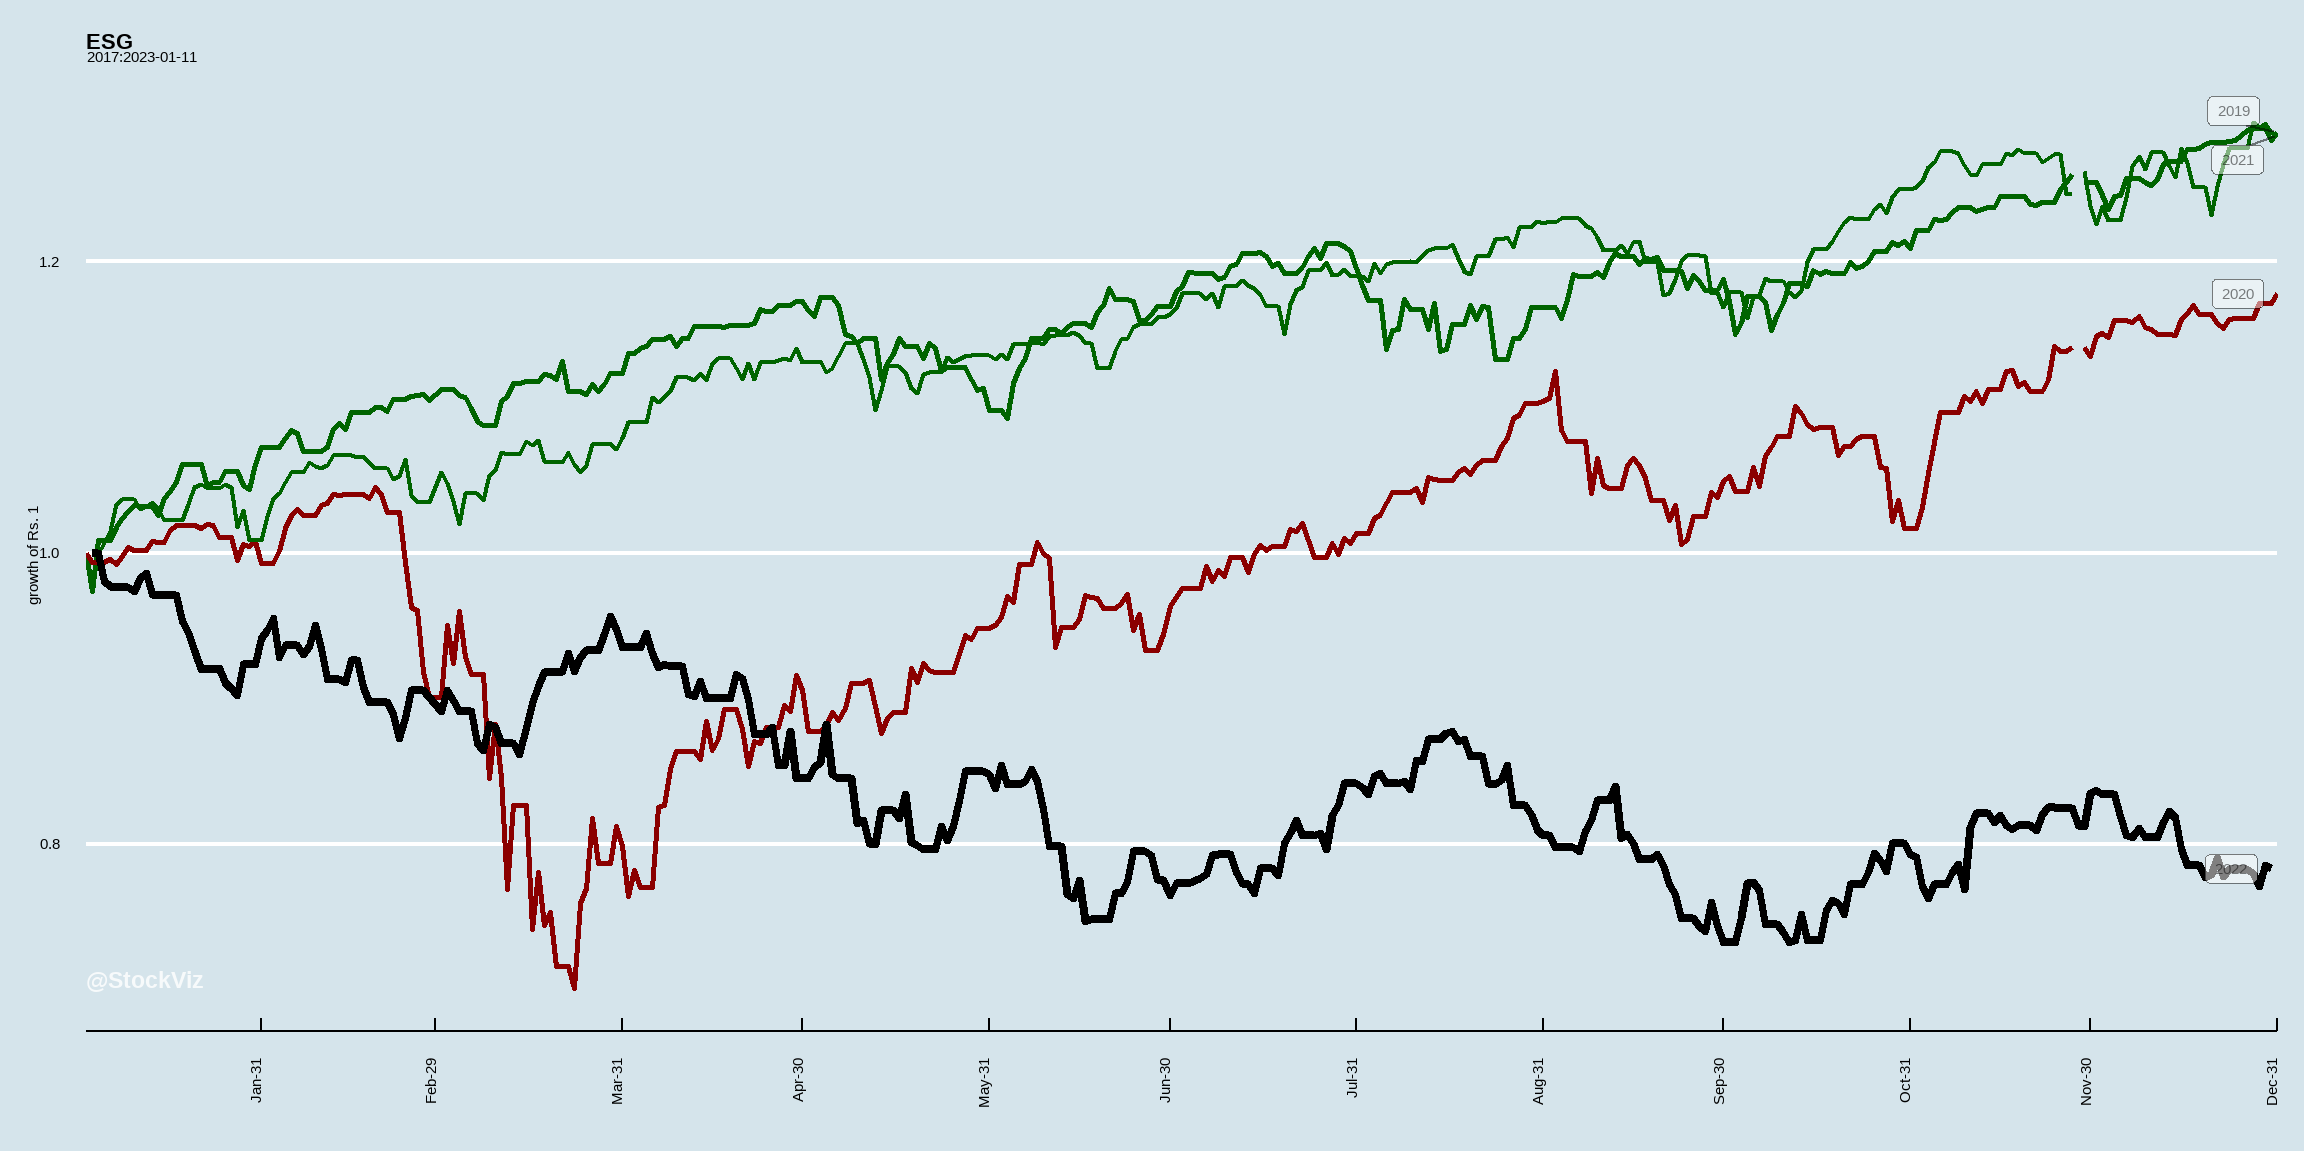 ESG
2017:2023-01-11
2019
2021
1.2
2020
growth of Rs. 1
1.0
0.8
2022
@StockViz
Jan-31
Feb-29
Mar-31
Apr-30
May-31
Jun-30
Jul-31
Aug-31
Sep-30
Oct-31
Nov-30
Dec-31